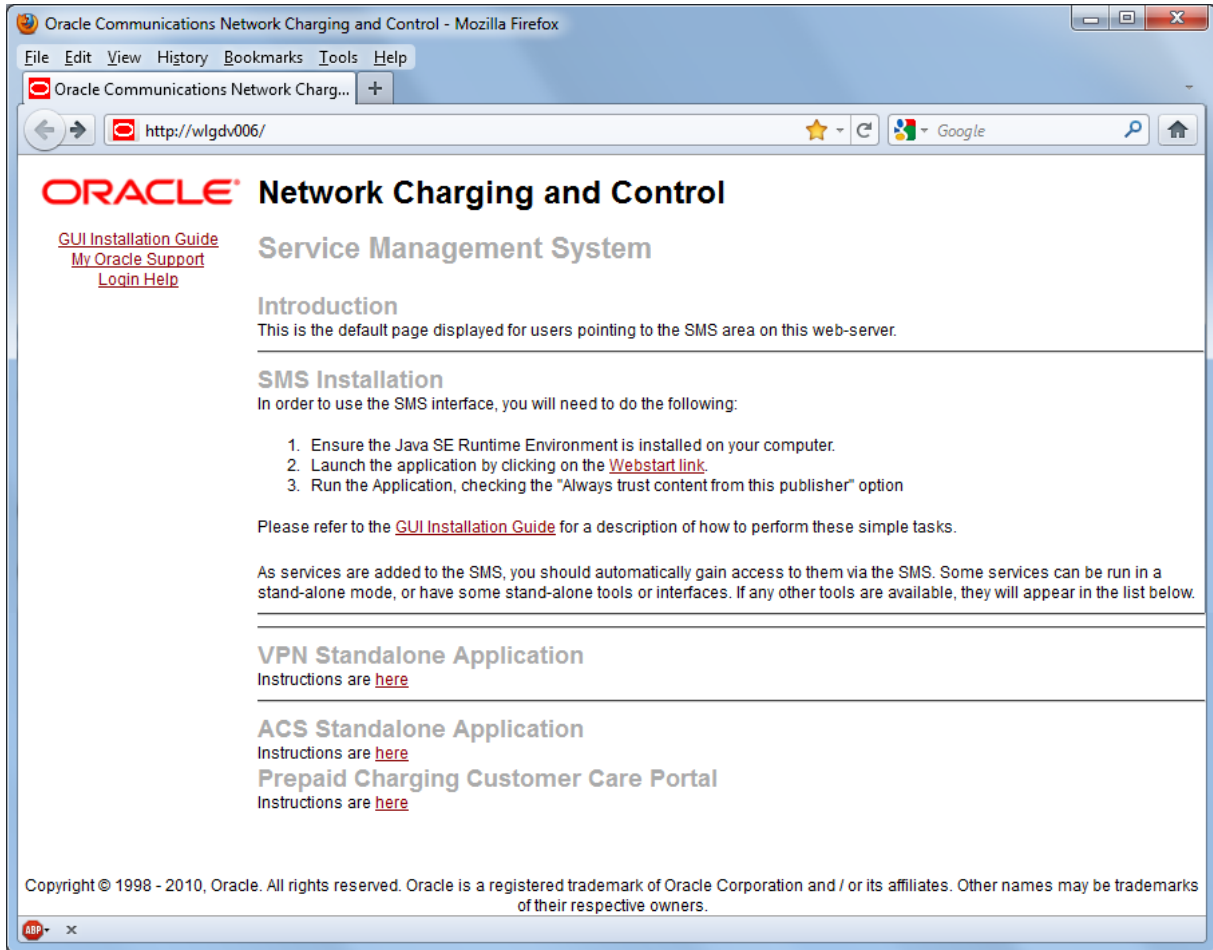 Oracle Communications Network Charging and Control - Mozilla Firefox
File Edit View History Bookmarks Tools Help
Oracle Communications Network Charg... +
http://wlgdv006/ Google
ORACLE® Network Charging and Control
GUI Installation Guide
My Oracle Support
Login Help
Service Management System
Introduction
This is the default page displayed for users pointing to the SMS area on this web-server.
SMS Installation
In order to use the SMS interface, you will need to do the following:
1. Ensure the Java SE Runtime Environment is installed on your computer.
2. Launch the application by clicking on the Webstart link.
3. Run the Application, checking the "Always trust content from this publisher" option
Please refer to the GUI Installation Guide for a description of how to perform these simple tasks.
As services are added to the SMS, you should automatically gain access to them via the SMS. Some services can be run in a
stand-alone mode, or have some stand-alone tools or interfaces. If any other tools are available, they will appear in the list below.
VPN Standalone Application
Instructions are here
ACS Standalone Application
Instructions are here
Prepaid Charging Customer Care Portal
Instructions are here
Copyright © 1998 - 2010, Oracle. All rights reserved. Oracle is a registered trademark of Oracle Corporation and / or its affiliates. Other names may be trademarks
of their respective owners.
ABP x